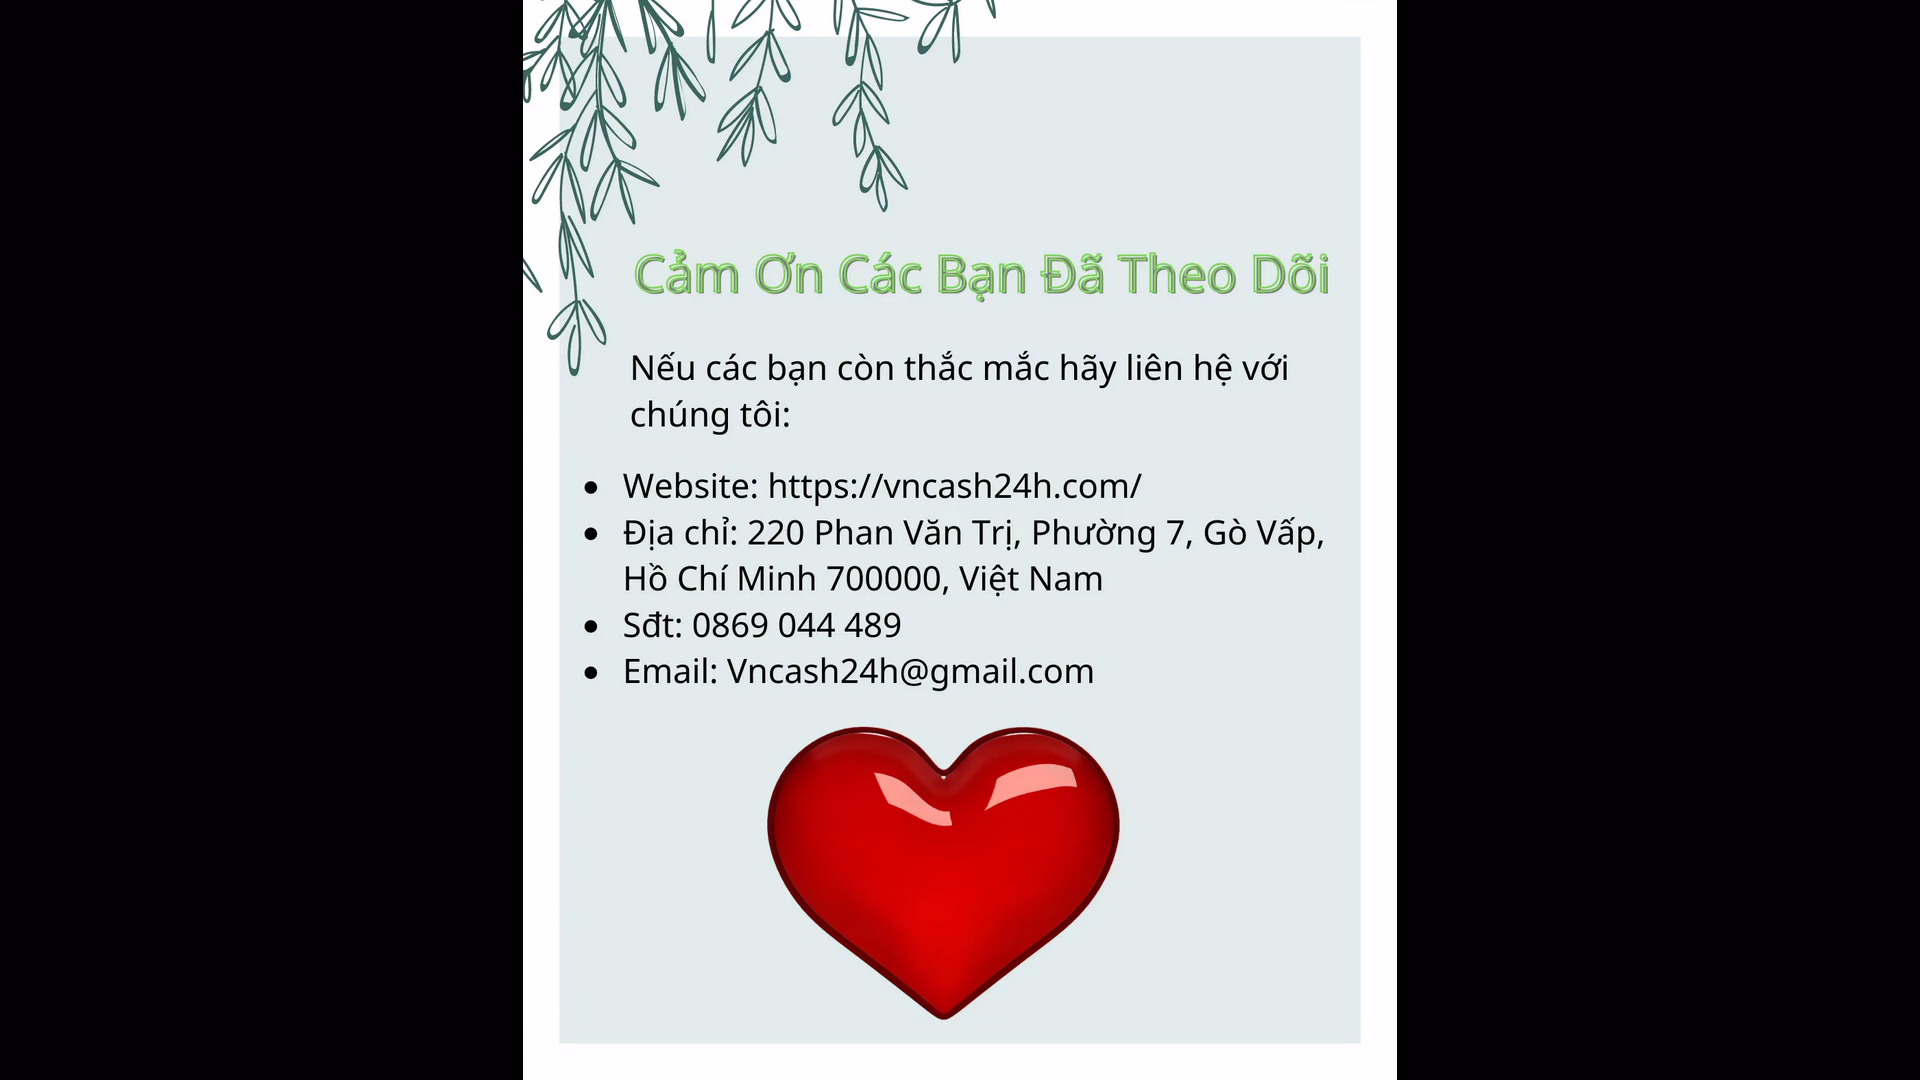 Cảm Ơn Các Bạn Đã Theo Dõi
Nếu các bạn còn thắc mắc hãy liên hệ với
chúng tôi:
• Website: https://vncash24h.com/
• Địa chỉ: 220 Phan Văn Trị, Phường 7, Gò Vấp,
Hồ Chí Minh 700000, Việt Nam
• Sđt: 0869 044 489
• Email: Vncash24h@gmail.com